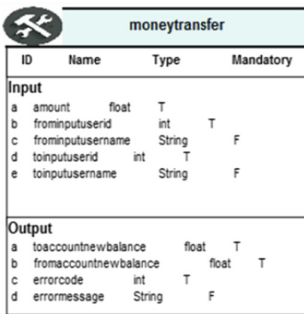 moneytransfer
ID Name Type Mandatory
Input
a amount float T
b frominputuserid int T
c frominputusername String F
d toinputuserid int T
e toinputusername String F
Output
a toaccountnewbalance float T
b fromaccountnewbalance float T
c errorcode int T
d errormessage String F